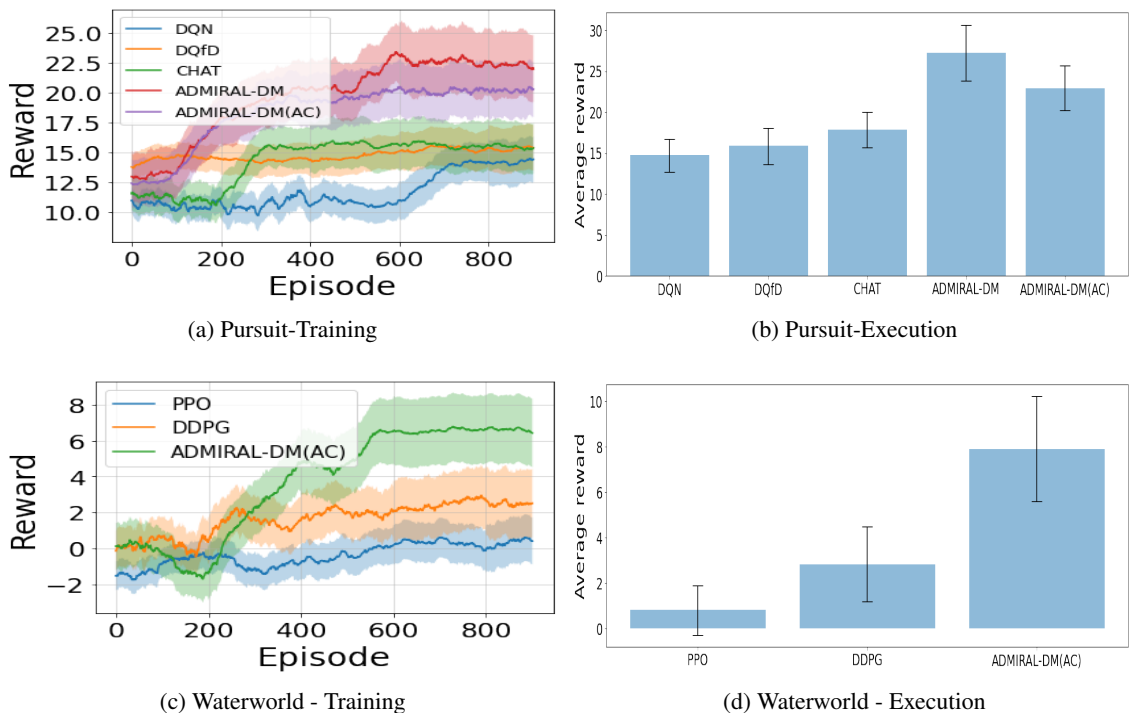 25.0
22.5
20.0
17.5
15.0
12.5
10.0
Reward
DQN
DQfD
CHAT
ADMIRAL-DM
ADMIRAL-DM(AC)
0 200 400 600 800
Episode
(a) Pursuit-Training
30
25
20
15
10
5
0
Average reward
DQN DQfD CHAT ADMIRAL-DM ADMIRAL-DM(AC)
(b) Pursuit-Execution
8
6
4
2
0
−2
Reward
PPO
DDPG
ADMIRAL-DM(AC)
0 200 400 600 800
Episode
(c) Waterworld - Training
10
8
6
4
2
0
Average reward
PPO DDPG ADMIRAL-DM(AC)
(d) Waterworld - Execution